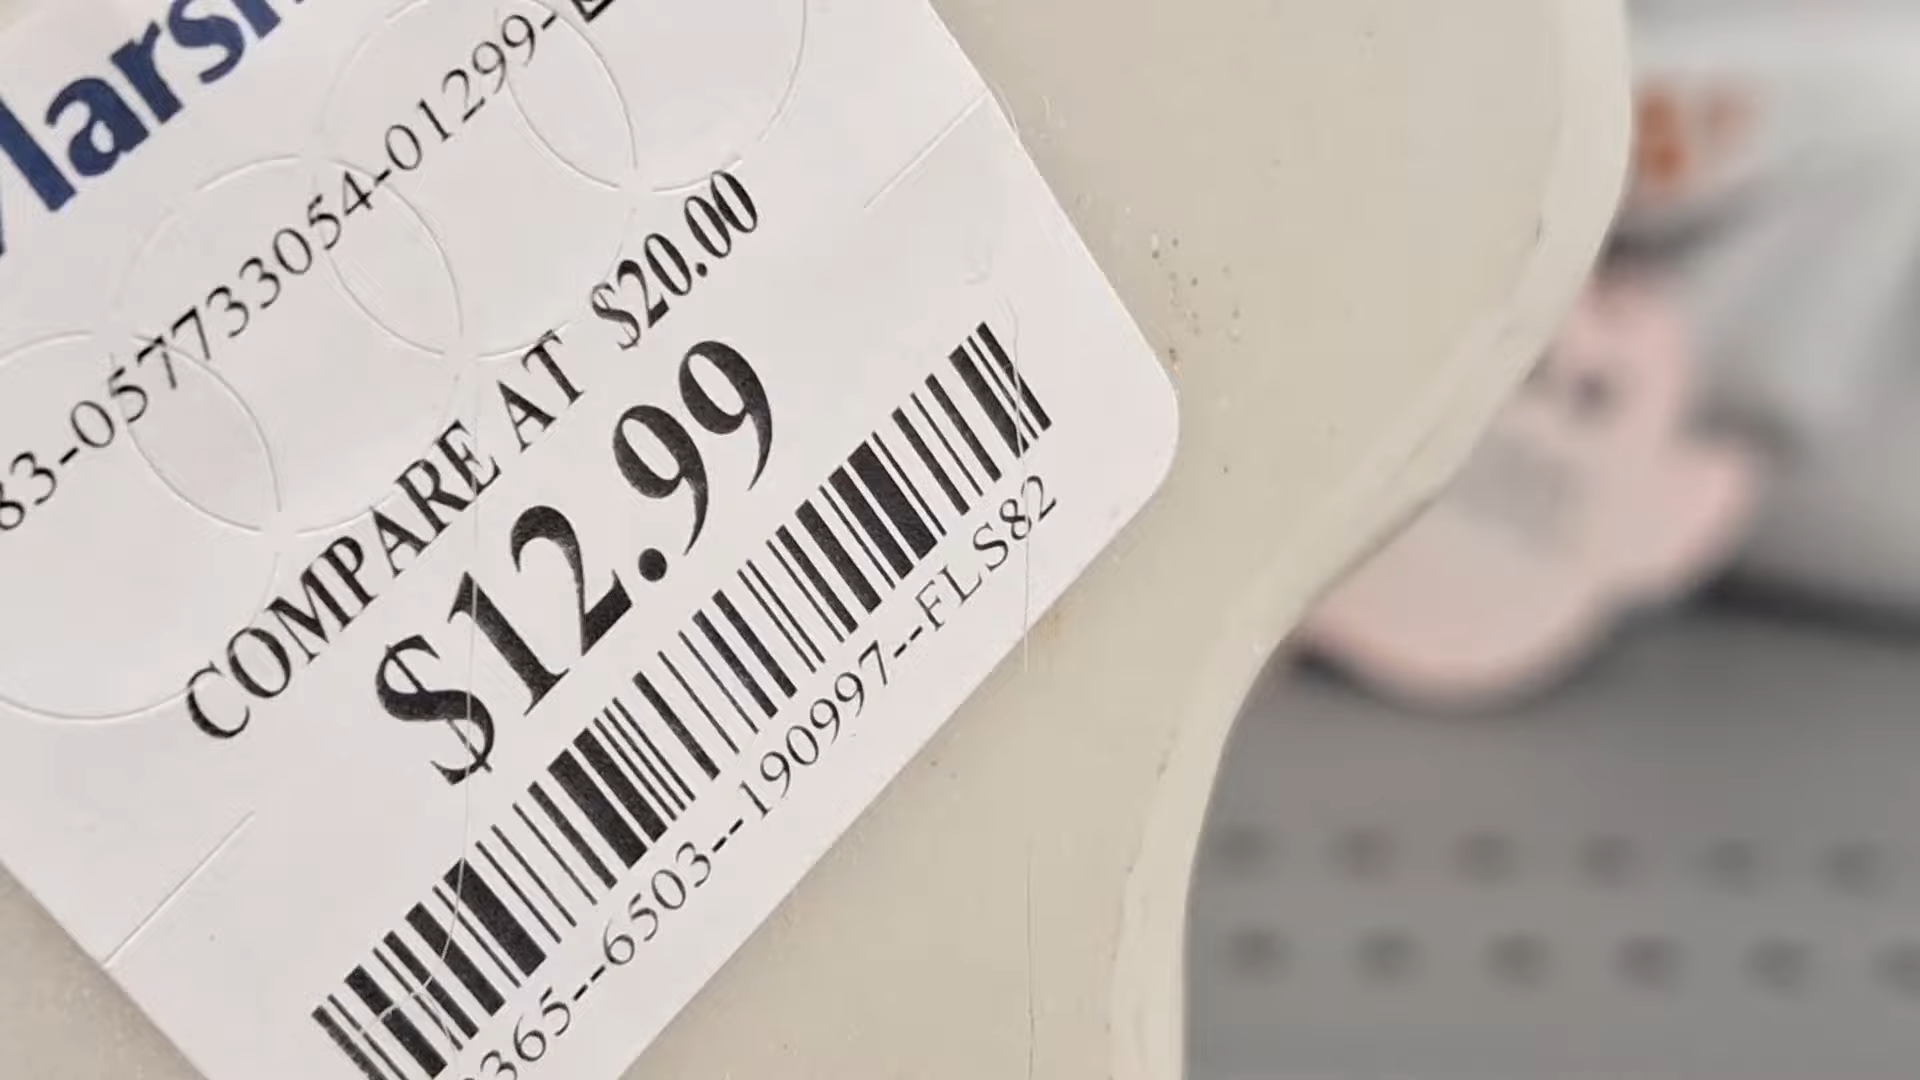 Marsh
83-057733054-01299-
COMPARE AT $20.00
$12.99
365--6503--190997--FLS82